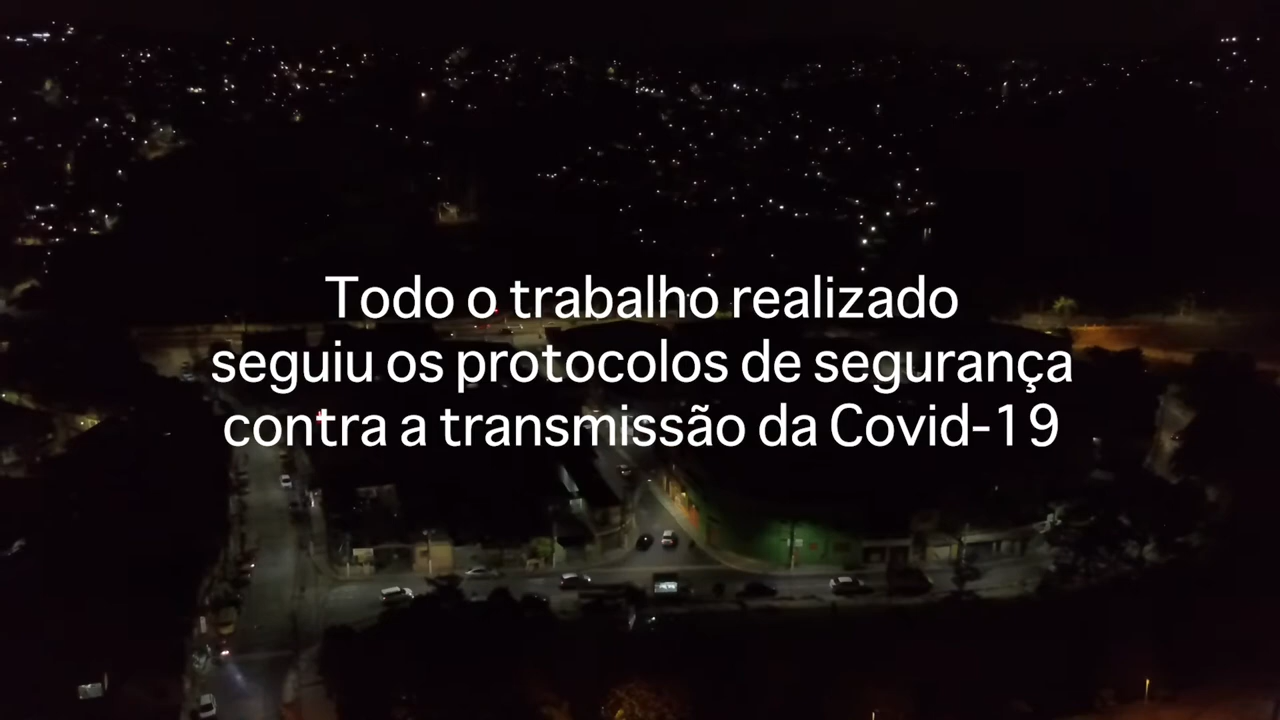 Todo o trabalho realizado
seguiu os protocolos de segurança
contra a transmissão da Covid-19